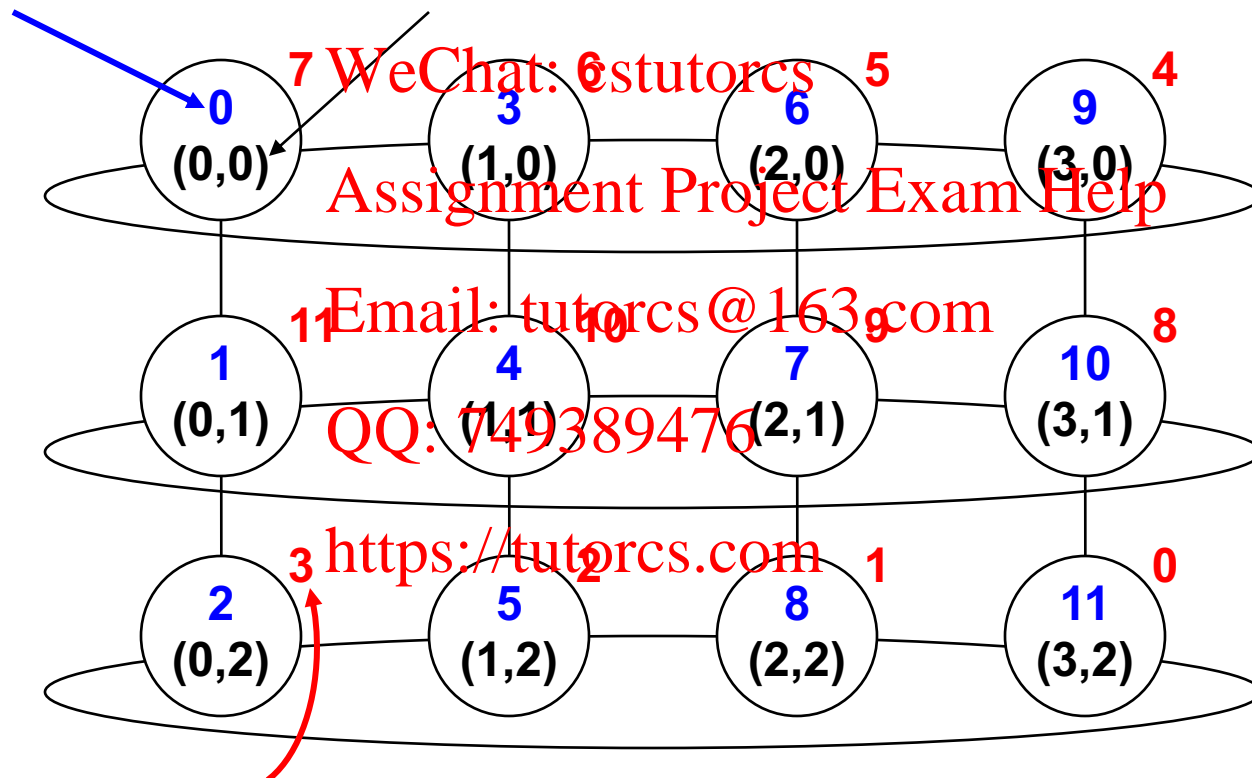 7 6 5 4
WeChat: cstutorcs
0 3 6 9
(0,0) (1,0) (2,0) (3,0)
Assignment Project Exam Help
11 10 9 8
Email: tutorcs@163.com
1 4 7 10
(0,1) (1,1) (2,1) (3,1)
QQ: 749389476
3 2 1 0
https://tutorcs.com
2 5 8 11
(0,2) (1,2) (2,2) (3,2)